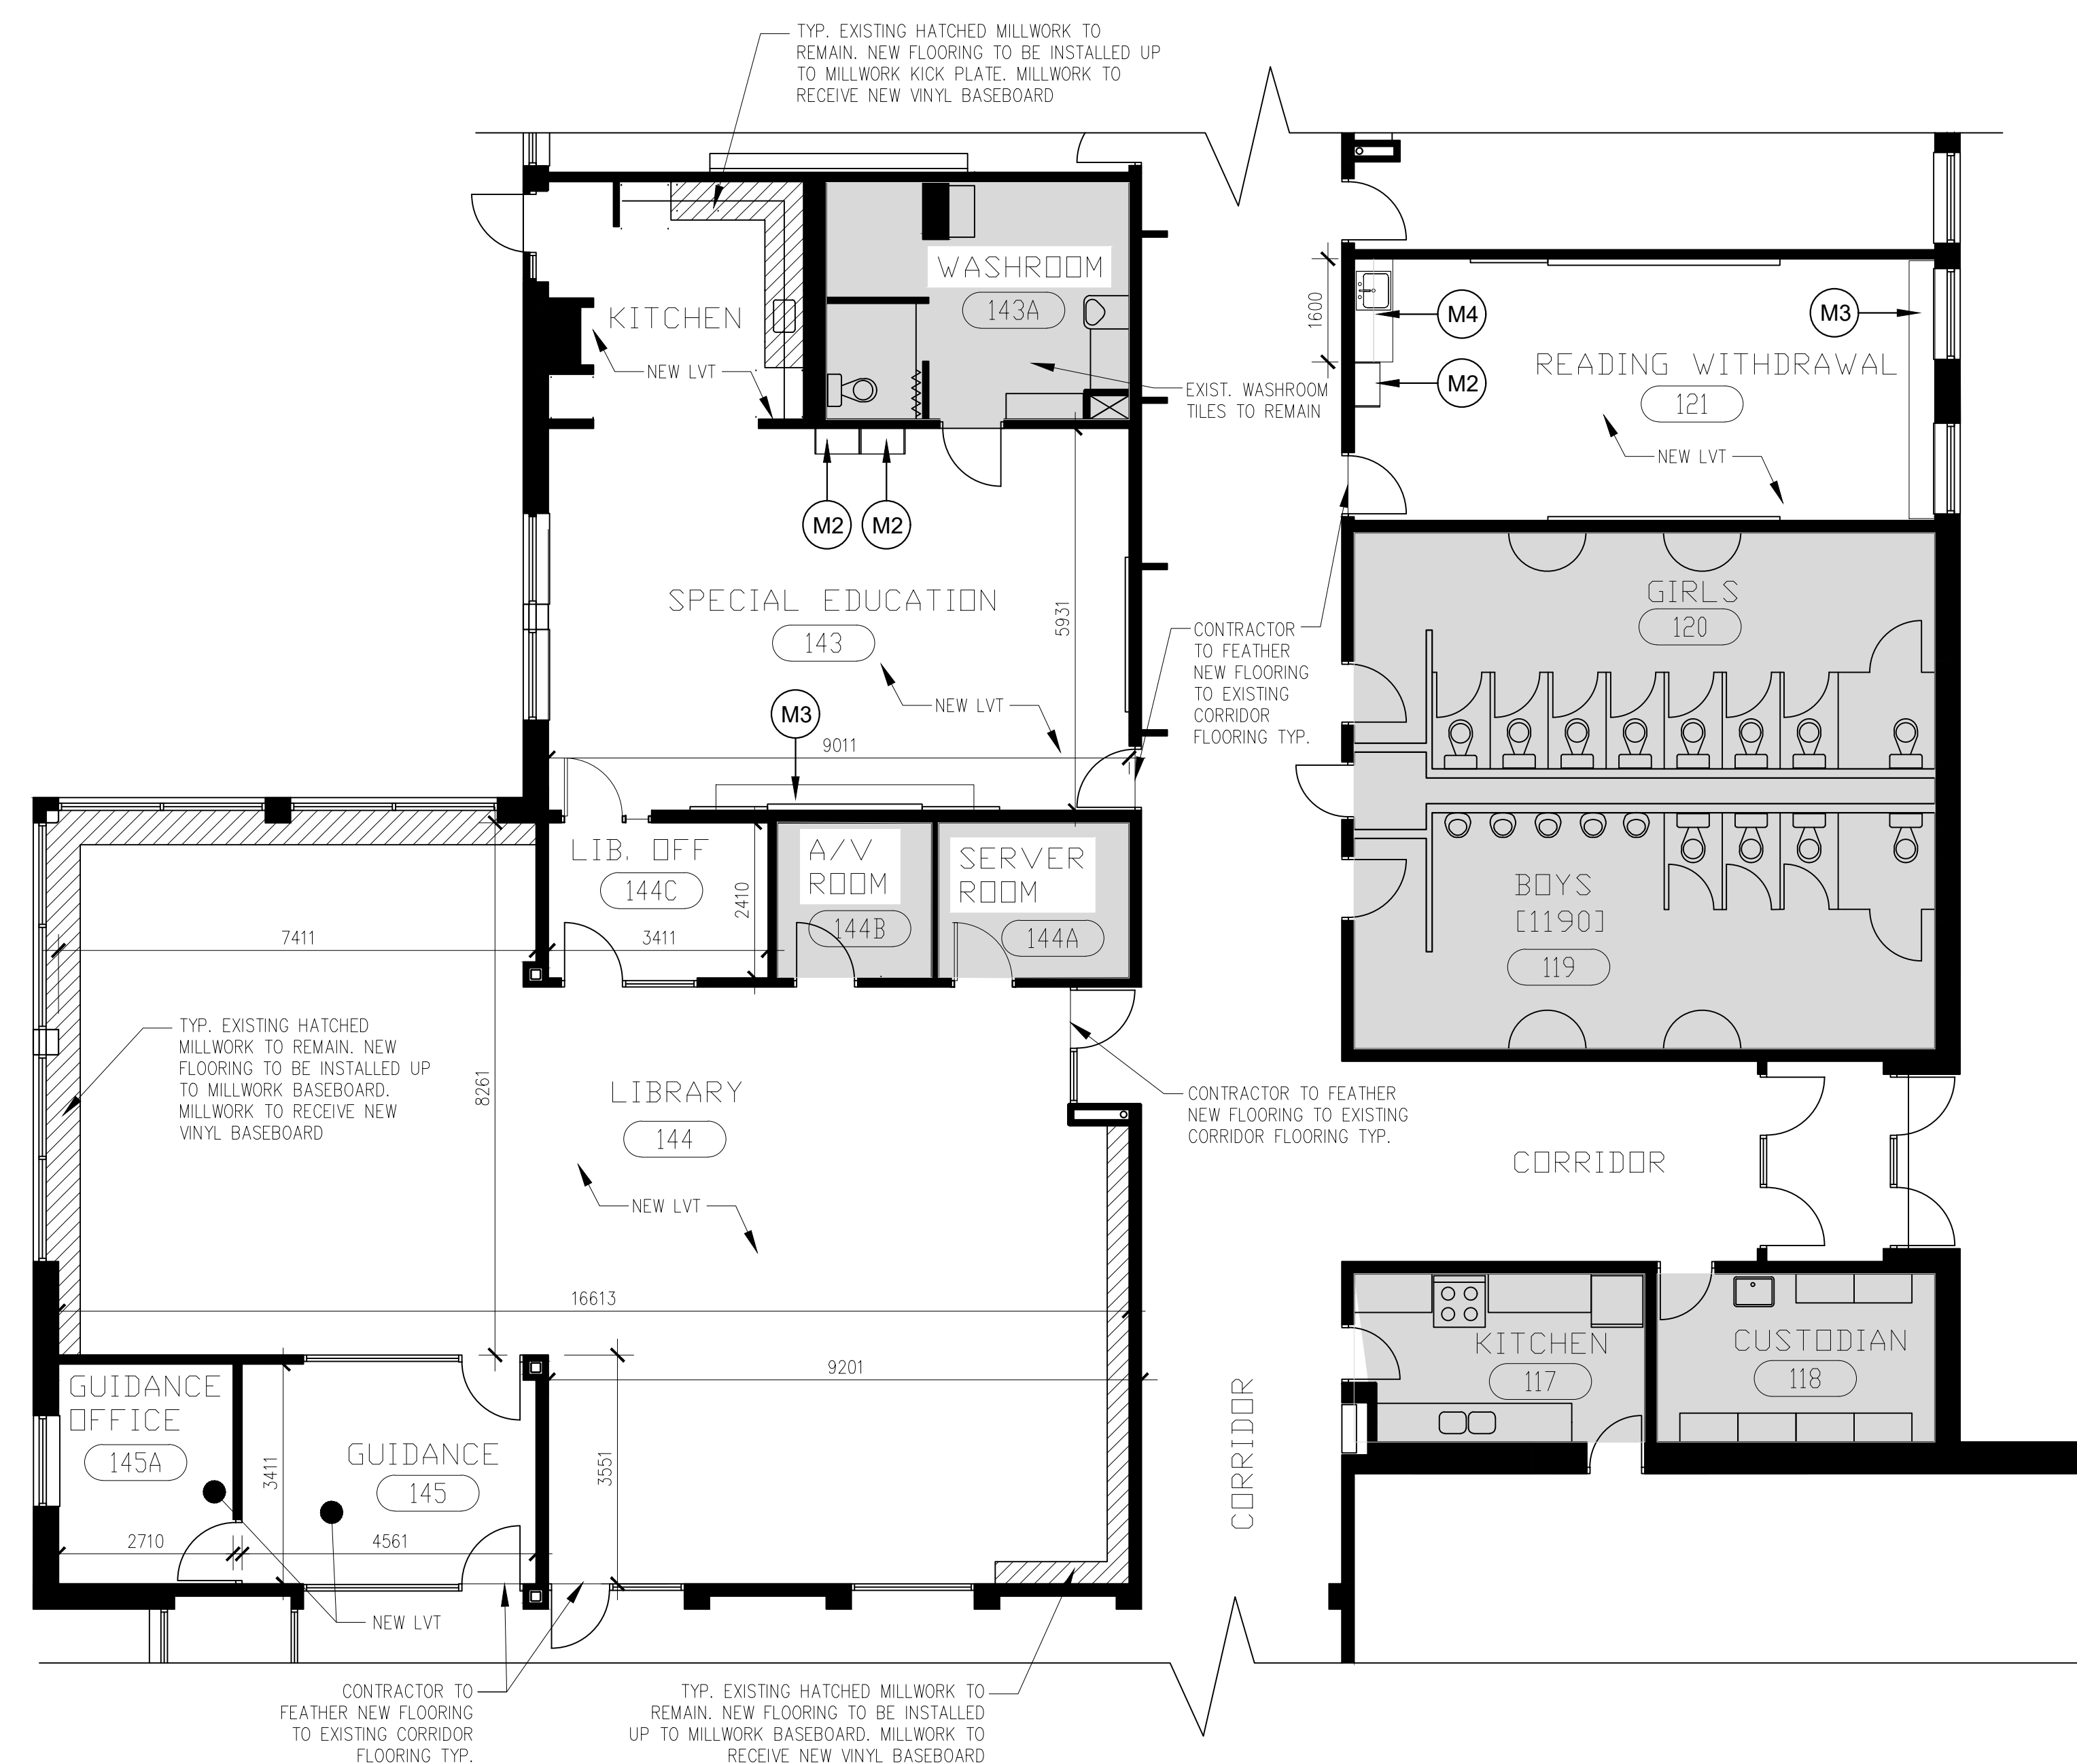 TYP. EXISTING HATCHED MILLWORK TO
REMAIN. NEW FLOORING TO BE INSTALLED UP
TO MILLWORK KICK PLATE. MILLWORK TO
RECEIVE NEW VINYL BASEBOARD
WASHROOM
143A
KITCHEN
NEW LVT
EXIST. WASHROOM
TILES TO REMAIN
1600
M4
M3
M2
READING WITHDRAWAL
121
NEW LVT
M2
M2
SPECIAL EDUCATION
143
5931
NEW LVT
M3
9011
CONTRACTOR
TO FEATHER
NEW FLOORING
TO EXISTING
CORRIDOR
FLOORING TYP.
GIRLS
120
BOYS
[1190]
119
LIB. OFF
144C
2410
3411
A/V
ROOM
144B
SERVER
ROOM
144A
7411
TYP. EXISTING HATCHED
MILLWORK TO REMAIN. NEW
FLOORING TO BE INSTALLED UP
TO MILLWORK BASEBOARD.
MILLWORK TO RECEIVE NEW
VINYL BASEBOARD
8261
LIBRARY
144
NEW LVT
CONTRACTOR TO FEATHER
NEW FLOORING TO EXISTING
CORRIDOR FLOORING TYP.
CORRIDOR
16613
9201
3551
CORRIDOR
KITCHEN
117
CUSTODIAN
118
GUIDANCE
OFFICE
145A
3411
GUIDANCE
145
2710
4561
NEW LVT
CONTRACTOR TO
FEATHER NEW FLOORING
TO EXISTING CORRIDOR
FLOORING TYP.
TYP. EXISTING HATCHED MILLWORK TO
REMAIN. NEW FLOORING TO BE INSTALLED
UP TO MILLWORK BASEBOARD. MILLWORK TO
RECEIVE NEW VINYL BASEBOARD